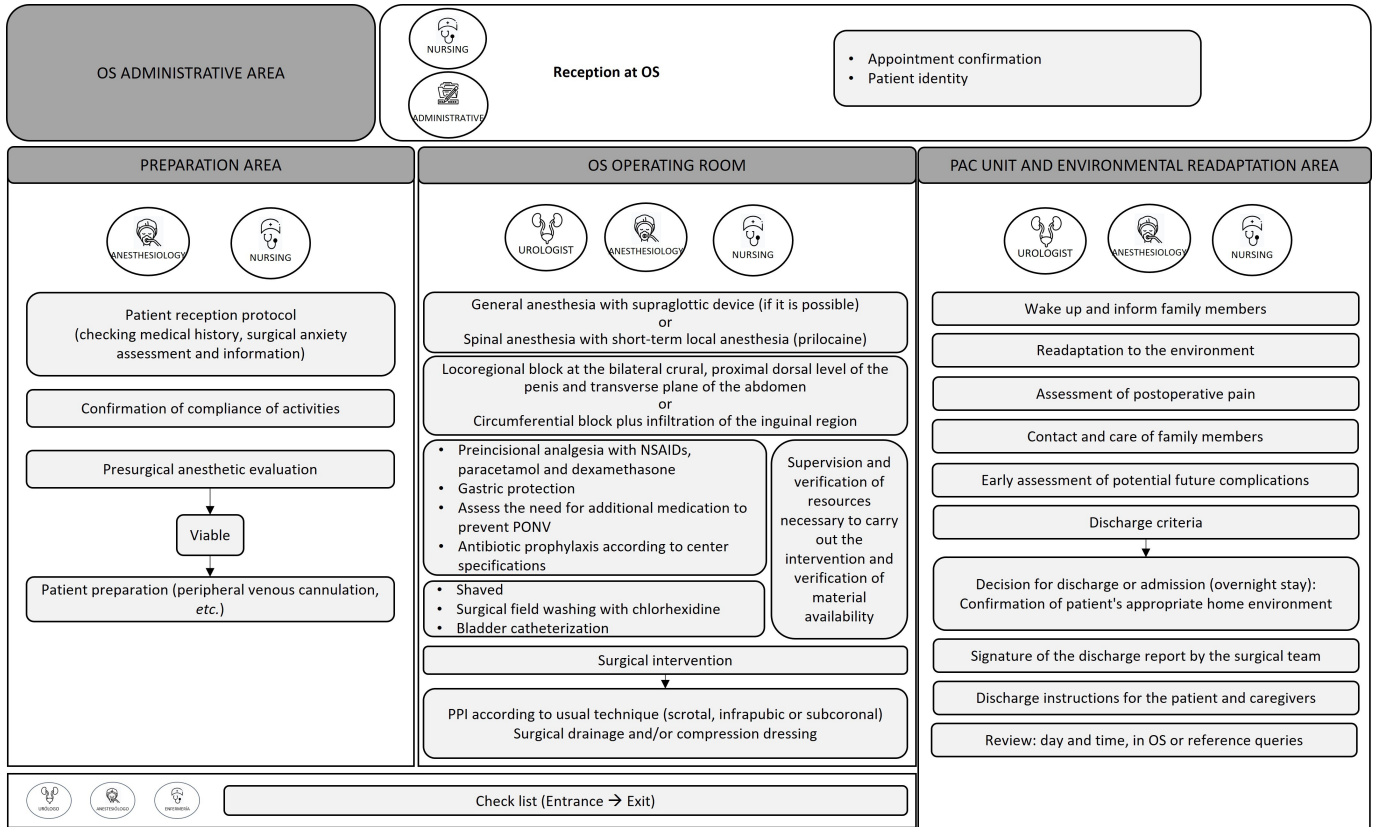 OS ADMINISTRATIVE AREA
NURSING
ADMINISTRATIVE
Reception at OS
• Appointment confirmation
• Patient identity
PREPARATION AREA
ANESTHESIOLOGY
NURSING
Patient reception protocol
(checking medical history, surgical anxiety
assessment and information)
Confirmation of compliance of activities
Presurgical anesthetic evaluation
Viable
Patient preparation (peripheral venous cannulation,
etc.)
OS OPERATING ROOM
UROLOGIST
ANESTHESIOLOGY
NURSING
General anesthesia with supraglottic device (if it is possible)
or
Spinal anesthesia with short-term local anesthesia (prilocaine)
Locoregional block at the bilateral crural, proximal dorsal level of the
penis and transverse plane of the abdomen
or
Circumferential block plus infiltration of the inguinal region
• Preincisional analgesia with NSAIDs,
paracetamol and dexamethasone
• Gastric protection
• Assess the need for additional medication to
prevent PONV
• Antibiotic prophylaxis according to center
specifications
• Shaved
• Surgical field washing with chlorhexidine
• Bladder catheterization
Supervision and
verification of
resources
necessary to carry
out the
intervention and
verification of
material
availability
Surgical intervention
PPI according to usual technique (scrotal, infrapubic or subcoronal)
Surgical drainage and/or compression dressing
PAC UNIT AND ENVIRONMENTAL READAPTATION AREA
UROLOGIST
ANESTHESIOLOGY
NURSING
Wake up and inform family members
Readaptation to the environment
Assessment of postoperative pain
Contact and care of family members
Early assessment of potential future complications
Discharge criteria
Decision for discharge or admission (overnight stay):
Confirmation of patient's appropriate home environment
Signature of the discharge report by the surgical team
Discharge instructions for the patient and caregivers
Review: day and time, in OS or reference queries
URÓLOGO
ANESTESIÓLOGO
ENFERMERÍA
Check list (Entrance → Exit)